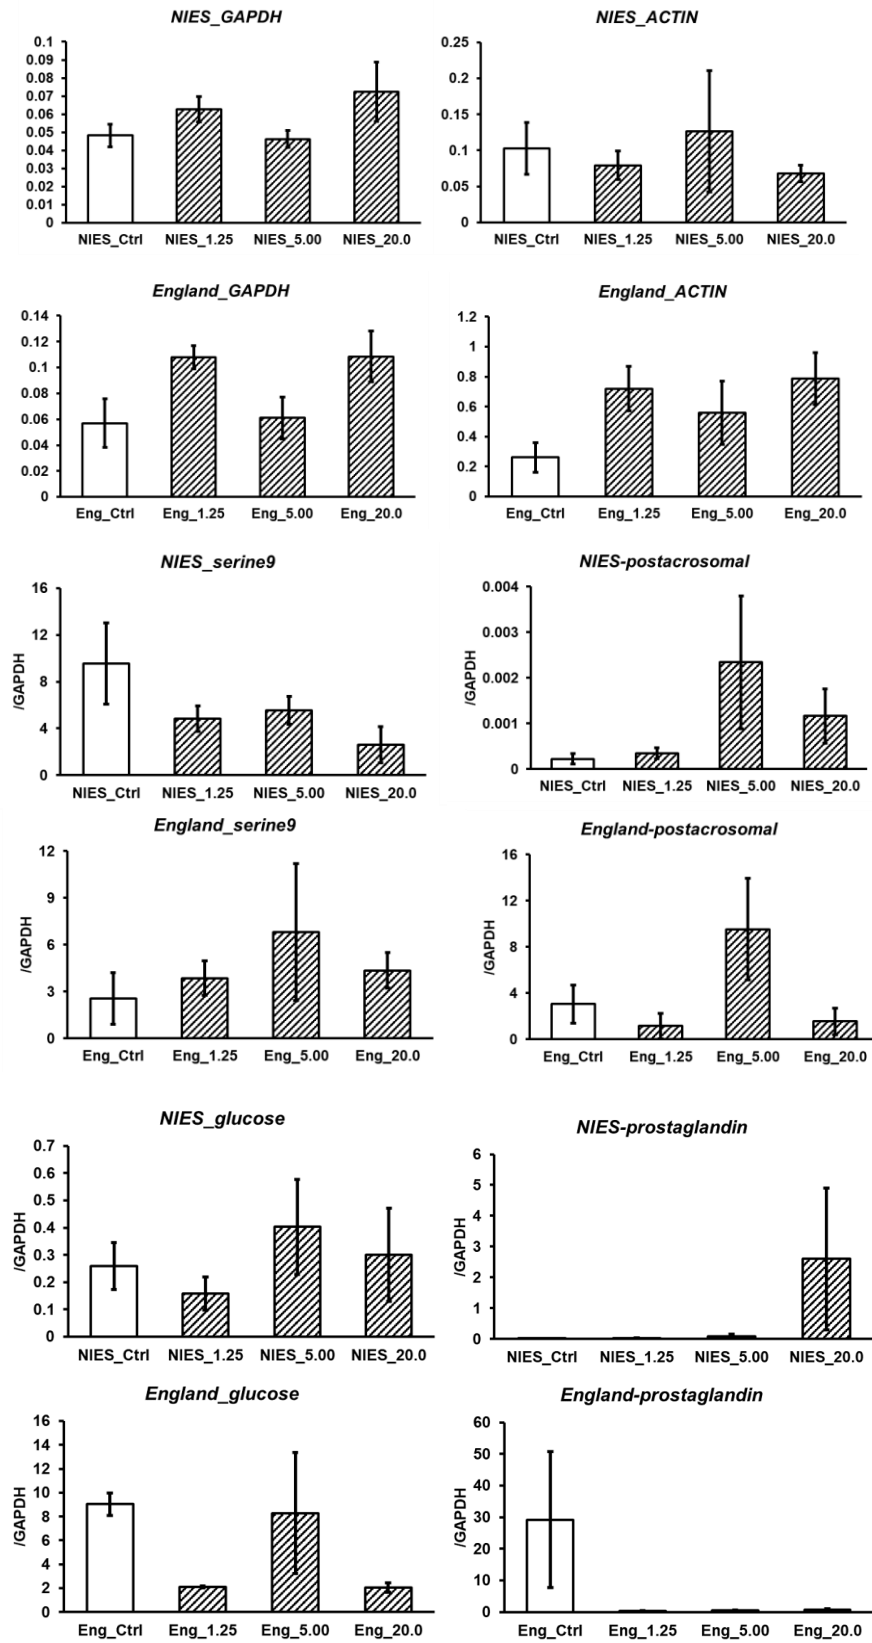 NIES_GAPDH
0.1
0.09
0.08
0.07
0.06
0.05
0.04
0.03
0.02
0.01
0
NIES_Ctrl NIES_1.25 NIES_5.00 NIES_20.0
NIES_ACTIN
0.25
0.2
0.15
0.1
0.05
0
NIES_Ctrl NIES_1.25 NIES_5.00 NIES_20.0
England_GAPDH
0.14
0.12
0.1
0.08
0.06
0.04
0.02
0
Eng_Ctrl Eng_1.25 Eng_5.00 Eng_20.0
England_ACTIN
1.2
1
0.8
0.6
0.4
0.2
0
Eng_Ctrl Eng_1.25 Eng_5.00 Eng_20.0
NIES_serine9
/GAPDH
16
12
8
4
0
NIES_Ctrl NIES_1.25 NIES_5.00 NIES_20.0
NIES-postacrosomal
/GAPDH
0.004
0.003
0.002
0.001
0
NIES_Ctrl NIES_1.25 NIES_5.00 NIES_20.0
England_serine9
/GAPDH
12
9
6
3
0
Eng_Ctrl Eng_1.25 Eng_5.00 Eng_20.0
England-postacrosomal
/GAPDH
16
12
8
4
0
Eng_Ctrl Eng_1.25 Eng_5.00 Eng_20.0
NIES_glucose
/GAPDH
0.7
0.6
0.5
0.4
0.3
0.2
0.1
0
NIES_Ctrl NIES_1.25 NIES_5.00 NIES_20.0
NIES-prostaglandin
/GAPDH
6
5
4
3
2
1
0
NIES_Ctrl NIES_1.25 NIES_5.00 NIES_20.0
England_glucose
/GAPDH
16
14
12
10
8
6
4
2
0
Eng_Ctrl Eng_1.25 Eng_5.00 Eng_20.0
England-prostaglandin
/GAPDH
60
50
40
30
20
10
0
Eng_Ctrl Eng_1.25 Eng_5.00 Eng_20.0